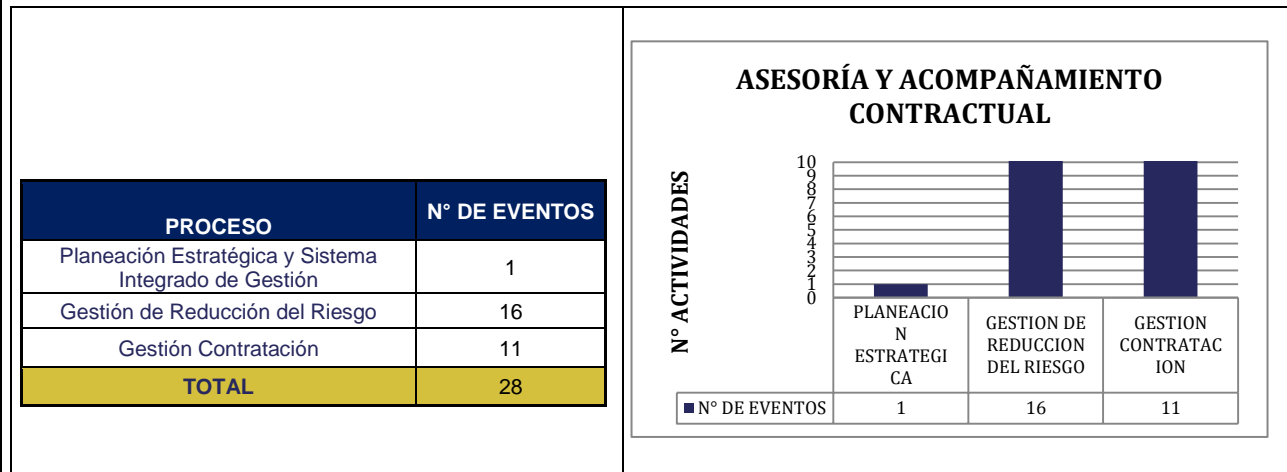 PROCESO N° DE EVENTOS
Planeación Estratégica y Sistema
Integrado de Gestión
1
Gestión de Reducción del Riesgo 16
Gestión Contratación 11
TOTAL 28
ASESORÍA Y ACOMPAÑAMIENTO
CONTRACTUAL
N° ACTIVIDADES
10
9
8
7
6
5
4
3
2
1
0
PLANEACIO
N
ESTRATEGI
CA
GESTION DE
REDUCCION
DEL RIESGO
GESTION
CONTRATAC
ION
N° DE EVENTOS 1 16 11